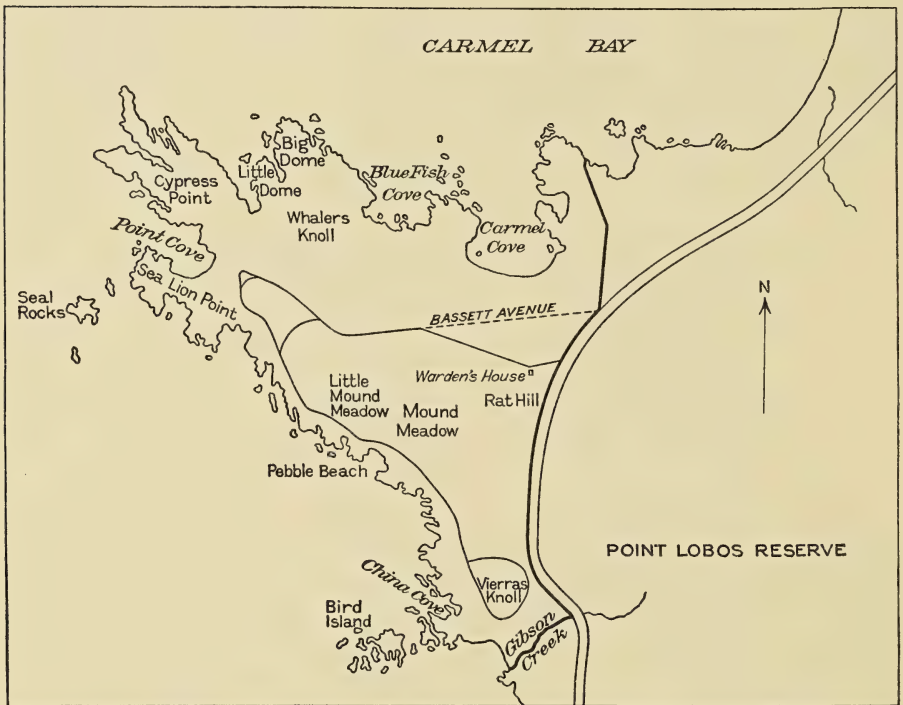 CARMEL BAY
Big
Dome
Little
Dome
Cypress
Point
Blue Fish
Cove
Whalers
Knoll
Carmel
Cove
Point Cove
Sea Lion Point
Seal
Rocks
N
BASSETT AVENUE
Warden's House
Rat Hill
Little
Mound
Meadow
Mound
Meadow
Pebble Beach
POINT LOBOS RESERVE
China Cove
Vierras
Knoll
Bird
Island
Gibson
Creek